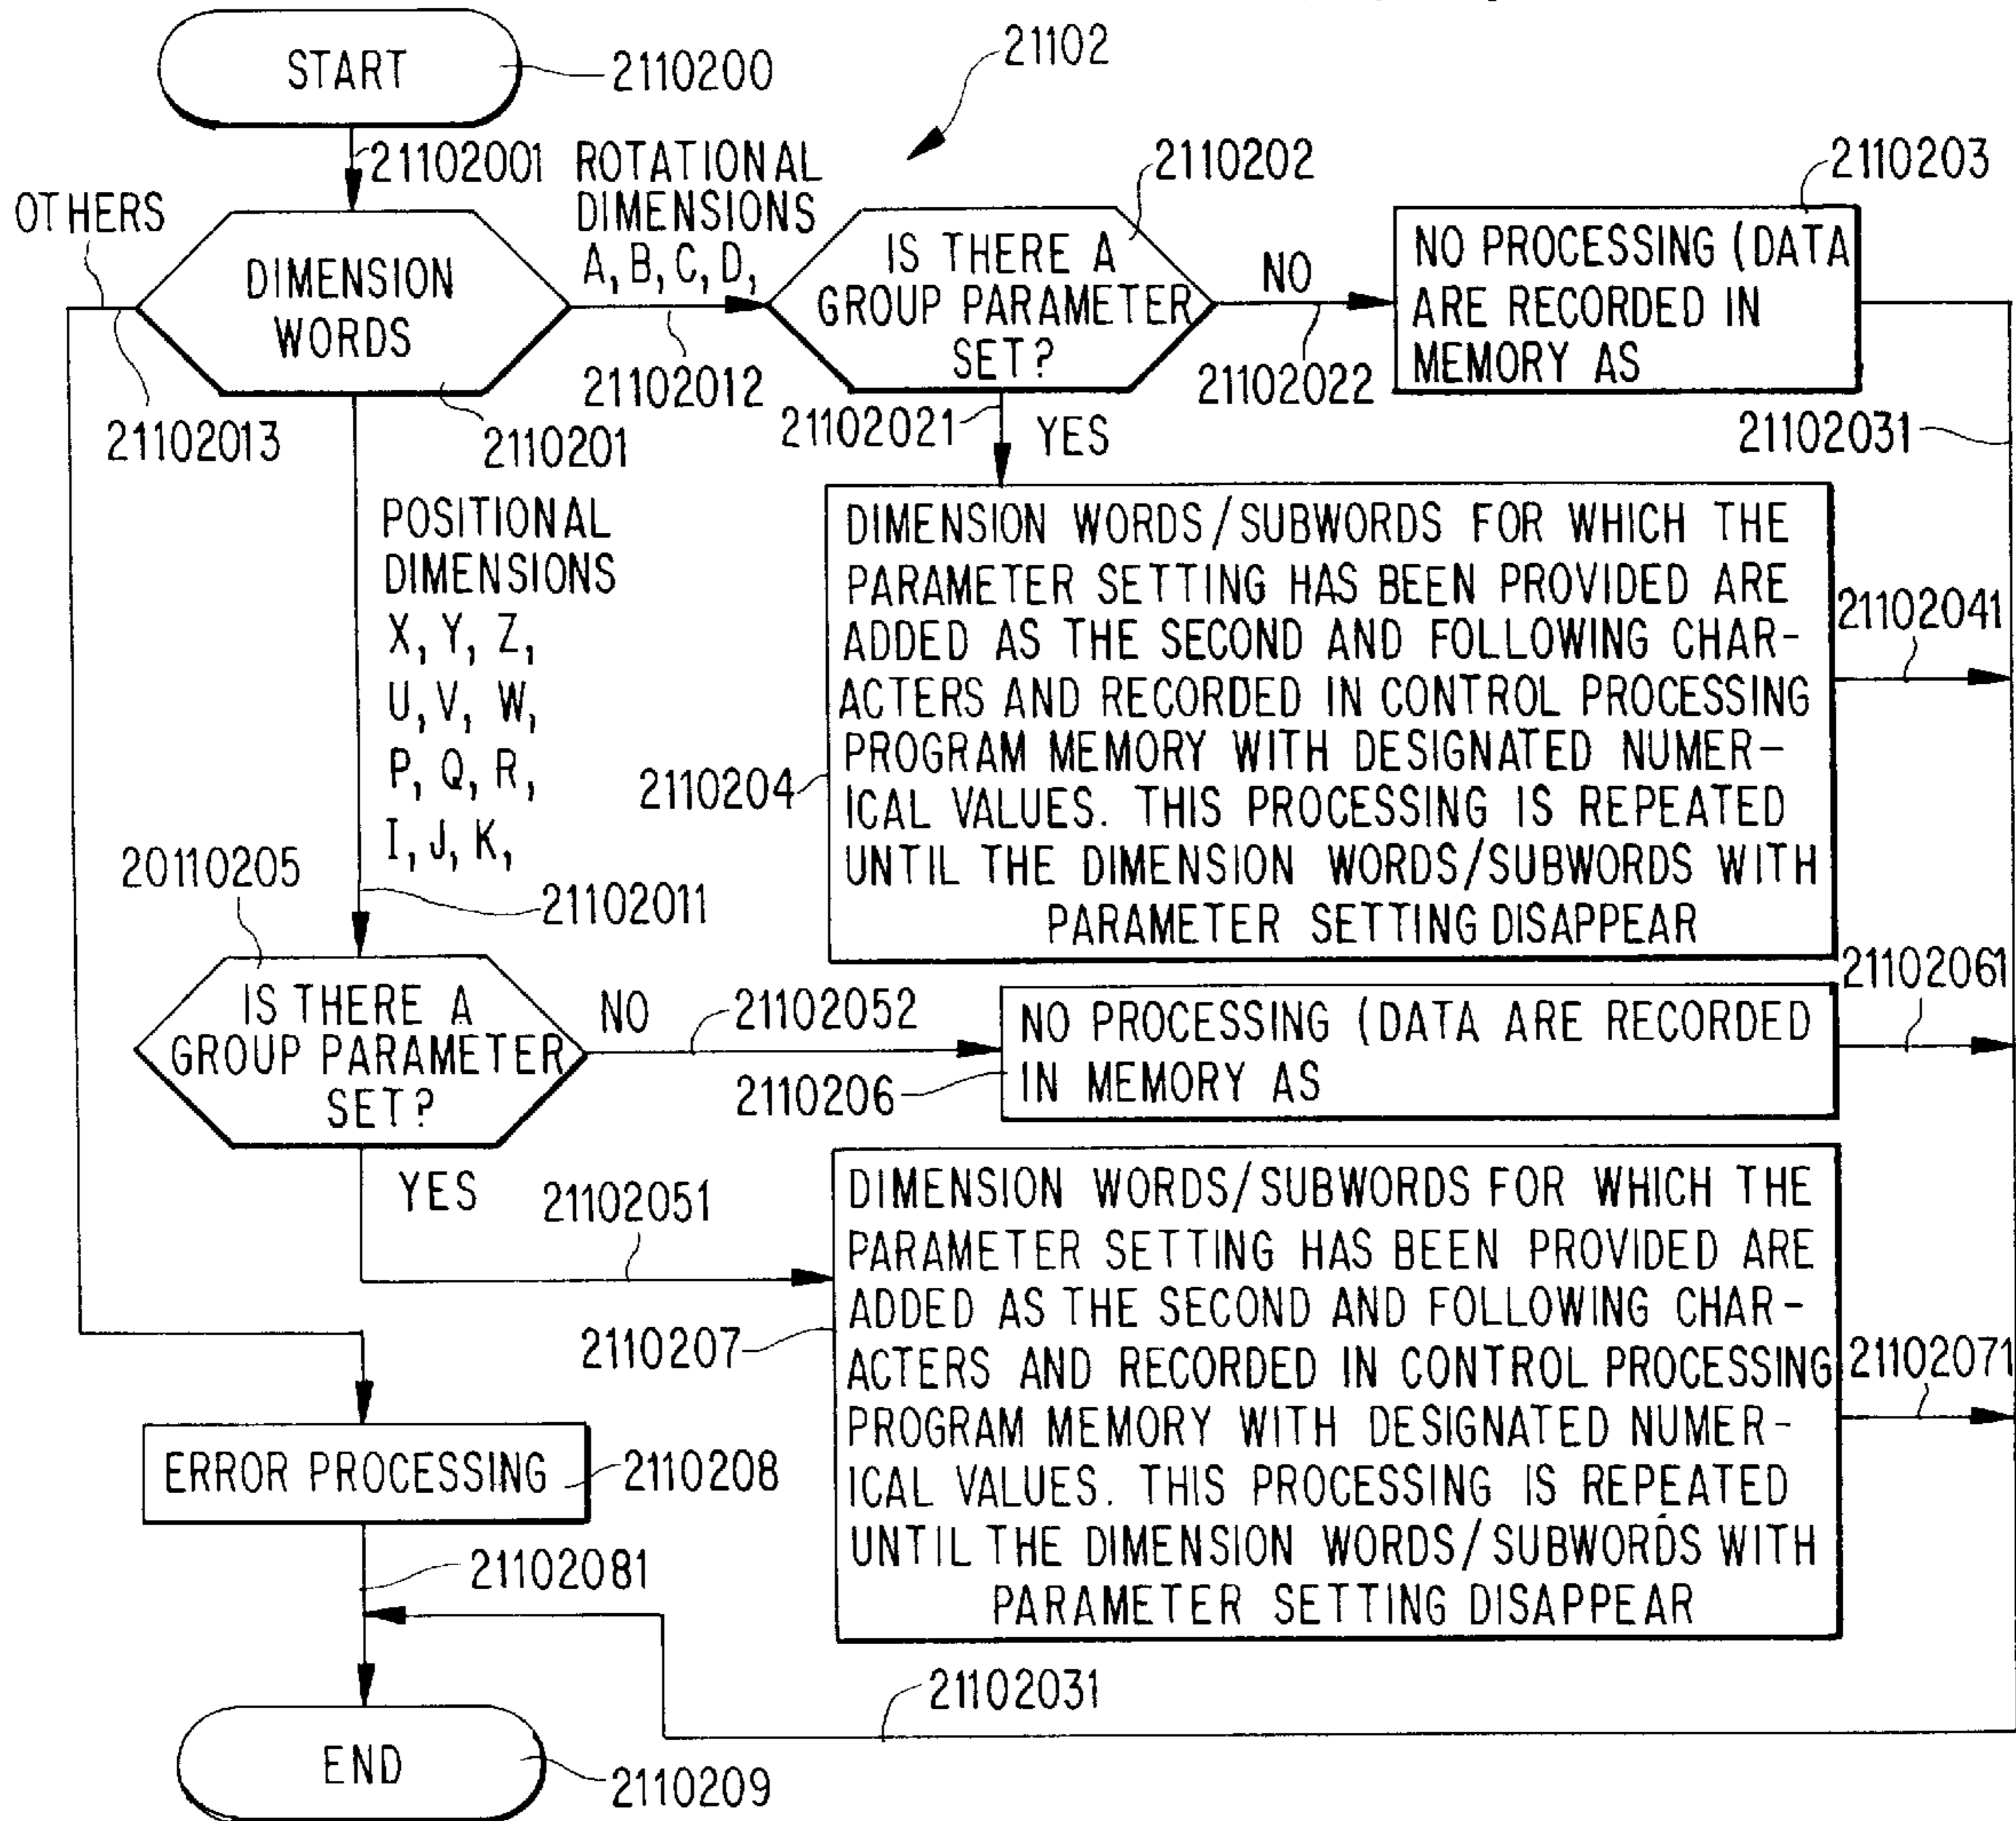 START
2110200
21102
21102001
ROTATIONAL
DIMENSIONS
A, B, C, D,
2110202
2110203
OTHERS
DIMENSION
WORDS
IS THERE A
GROUP PARAMETER
SET?
NO
NO PROCESSING (DATA
ARE RECORDED IN
MEMORY AS
21102012
21102022
21102013
2110201
21102021
YES
21102031
POSITIONAL
DIMENSIONS
X, Y, Z,
U, V, W,
P, Q, R,
I, J, K,
DIMENSION WORDS/SUBWORDS FOR WHICH THE
PARAMETER SETTING HAS BEEN PROVIDED ARE
ADDED AS THE SECOND AND FOLLOWING CHAR-
ACTERS AND RECORDED IN CONTROL PROCESSING
PROGRAM MEMORY WITH DESIGNATED NUMER-
ICAL VALUES. THIS PROCESSING IS REPEATED
UNTIL THE DIMENSION WORDS/SUBWORDS WITH
PARAMETER SETTING DISAPPEAR
21102041
2110204
20110205
21102011
IS THERE A
GROUP PARAMETER
SET?
NO
21102052
NO PROCESSING (DATA ARE RECORDED
IN MEMORY AS
21102061
2110206
YES
21102051
DIMENSION WORDS/SUBWORDS FOR WHICH THE
PARAMETER SETTING HAS BEEN PROVIDED ARE
ADDED AS THE SECOND AND FOLLOWING CHAR-
ACTERS AND RECORDED IN CONTROL PROCESSING
PROGRAM MEMORY WITH DESIGNATED NUMER-
ICAL VALUES. THIS PROCESSING IS REPEATED
UNTIL THE DIMENSION WORDS/SUBWORDS WITH
PARAMETER SETTING DISAPPEAR
2110207
21102071
ERROR PROCESSING
2110208
21102081
21102031
END
2110209